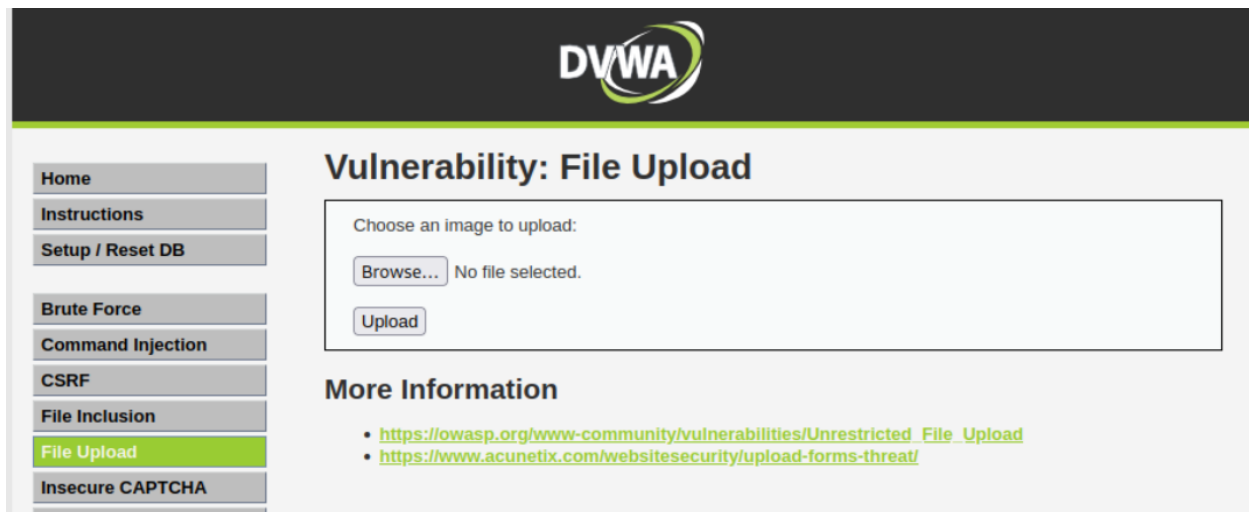 DVWA
Home
Instructions
Setup / Reset DB
Brute Force
Command Injection
CSRF
File Inclusion
File Upload
Insecure CAPTCHA
Vulnerability: File Upload
Choose an image to upload:
Browse... No file selected.
Upload
More Information
https://owasp.org/www-community/vulnerabilities/Unrestricted_File_Upload
https://www.acunetix.com/websitesecurity/upload-forms-threat/